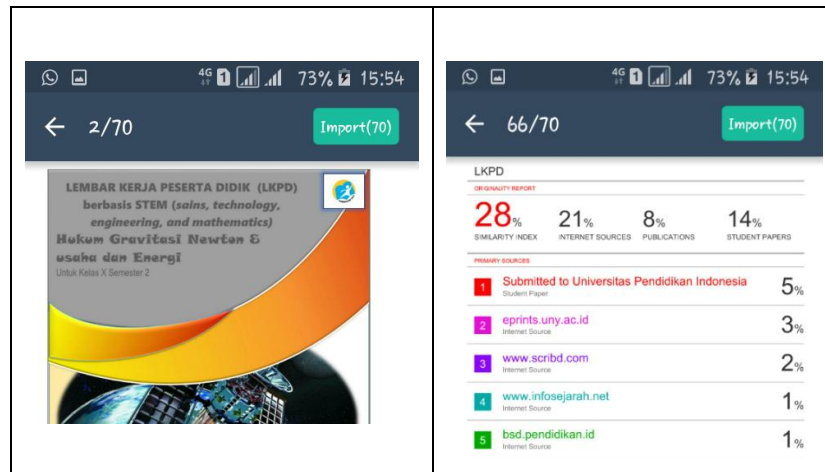 4G 1 73% 15:54
2/70
Import(70)
LEMBAR KERJA PESERTA DIDIK (LKPD)
berbasis STEM (sains, technology,
engineering, and mathematics)
Hukum Gravitasi Newton &
usaha dan Energi
Untuk Kelas X Semester 2
4G 1 73% 15:54
66/70
Import(70)
LKPD
ORIGINALITY REPORT
28% 21% 8% 14%
SIMILARITY INDEX INTERNET SOURCES PUBLICATIONS STUDENT PAPERS
PRIMARY SOURCES
1 Submitted to Universitas Pendidikan Indonesia 5%
Student Paper
2 eprints.uny.ac.id 3%
Internet Source
3 www.scribd.com 2%
Internet Source
4 www.infosejarah.net 1%
Internet Source
5 bsd.pendidikan.id 1%
Internet Source